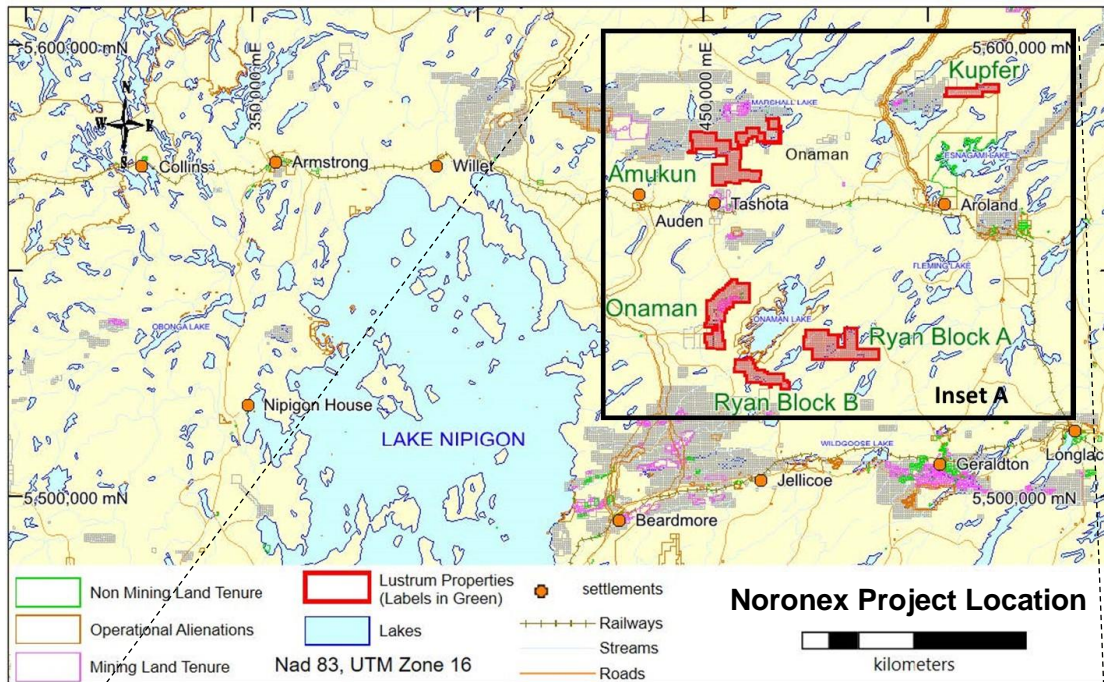 5,600,000 mN
350,000 mE
450,000 mE
5,600,000 mN
Kupfer
MARSHALL LAKE
N
W E
S
Collins
Armstrong
Willet
Onaman
ESNAGAMI LAKE
Amukun
Auden
Tashota
Aroland
FLEMING LAKE
Onaman
ONAMAN LAKE
OBONGA LAKE
Ryan Block A
Ryan Block B
Inset A
Nipigon House
LAKE NIPIGON
WILDGOOSE LAKE
Longlac
Geraldton
Jellicoe
5,500,000 mN
5,500,000 mN
Beardmore
Non Mining Land Tenure
Operational Alienations
Mining Land Tenure
Lustrum Properties
(Labels in Green)
Lakes
Nad 83, UTM Zone 16
settlements
Railways
Streams
Roads
Noronex Project Location
kilometers